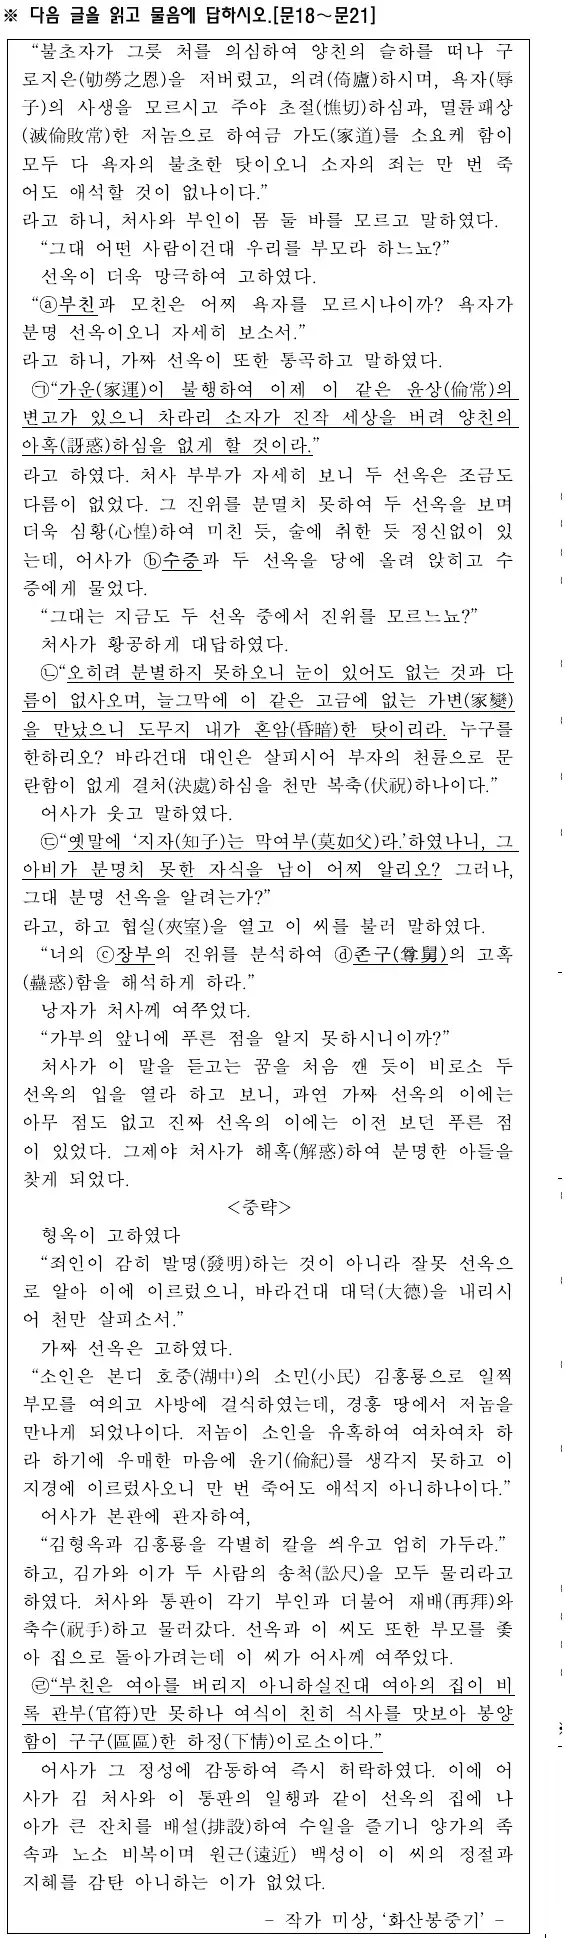 ※ 다음 글을 읽고 물음에 답하시오.[문18～문21]
“불초자가 그릇 처를 의심하여 양친의 슬하를 떠나 구
로지은(劬勞之恩)을 저버렸고, 의려(倚廬)하시며, 욕자(辱
子)의 사생을 모르시고 주야 초절(憔切)하심과, 멸륜패상
(滅倫敗常)한 저놈으로 하여금 가도(家道)를 소요케 함이
모두 다 욕자의 불초한 탓이오니 소자의 죄는 만 번 죽
어도 애석할 것이 없나이다.”
라고 하니, 처사와 부인이 몸 둘 바를 모르고 말하였다.
“그대 어떤 사람이건대 우리를 부모라 하느뇨?”
선옥이 더욱 망극하여 고하였다.
“ⓐ부친과 모친은 어찌 욕자를 모르시나이까? 욕자가
분명 선옥이오니 자세히 보소서.”
라고 하니, 가짜 선옥이 또한 통곡하고 말하였다.
㉠“가운(家運)이 불행하여 이제 이 같은 윤상(倫常)의
변고가 있으니 차라리 소자가 진작 세상을 버려 양친의
아혹(訝惑)하심을 없게 할 것이라.”
라고 하였다. 처사 부부가 자세히 보니 두 선옥은 조금도
다름이 없었다. 그 진위를 분멸치 못하여 두 선옥을 보며
더욱 심황(心惶)하여 미친 듯, 술에 취한 듯 정신없이 있
는데, 어사가 ⓑ수증과 두 선옥을 당에 올려 앉히고 수
증에게 물었다.
“그대는 지금도 두 선옥 중에서 진위를 모르느뇨?”
처사가 황공하게 대답하였다.
㉡“오히려 분별하지 못하오니 눈이 있어도 없는 것과 다
름이 없사오며, 늘그막에 이 같은 고금에 없는 가변(家變)
을 만났으니 도무지 내가 혼암(昏暗)한 탓이리라. 누구를
한하리오? 바라건대 대인은 살피시어 부자의 천륜으로 문
란함이 없게 결처(決處)하심을 천만 복축(伏祝)하나이다.”
어사가 웃고 말하였다.
㉢“옛말에 ‘지자(知子)는 막여부(莫如父)라.’하였나니, 그
아비가 분명치 못한 자식을 남이 어찌 알리오? 그러나,
그대 분명 선옥을 알려는가?”
라고, 하고 협실(夾室)을 열고 이 씨를 불러 말하였다.
“너의 ⓒ장부의 진위를 분석하여 ⓓ존구(尊舅)의 고혹
(蠱惑)함을 해석하게 하라.”
낭자가 처사께 여쭈었다.
“가부의 앞니에 푸른 점을 알지 못하시니이까?”
처사가 이 말을 듣고는 꿈을 처음 깬 듯이 비로소 두
선옥의 입을 열라 하고 보니, 과연 가짜 선옥의 이에는
아무 점도 없고 진짜 선옥의 이에는 이전 보던 푸른 점
이 있었다. 그제야 처사가 해혹(解惑)하여 분명한 아들을
찾게 되었다.
<중략>
형옥이 고하였다
“죄인이 감히 발명(發明)하는 것이 아니라 잘못 선옥으
로 알아 이에 이르렀으니, 바라건대 대덕(大德)을 내리시
어 천만 살피소서.”
가짜 선옥은 고하였다.
“소인은 본디 호중(湖中)의 소민(小民) 김흥룡으로 일찍
부모를 여의고 사방에 걸식하였는데, 경흥 땅에서 저놈을
만나게 되었나이다. 저놈이 소인을 유혹하여 여차여차 하
라 하기에 우매한 마음에 윤기(倫紀)를 생각지 못하고 이
지경에 이르렀사오니 만 번 죽어도 애석지 아니하나이다.”
어사가 본관에 관자하여,
“김형옥과 김흥룡을 각별히 칼을 씌우고 엄히 가두라.”
하고, 김가와 이가 두 사람의 송척(訟尺)을 모두 물리라고
하였다. 처사와 통판이 각기 부인과 더불어 재배(再拜)와
축수(祝手)하고 물러갔다. 선옥과 이 씨도 또한 부모를 좇
아 집으로 돌아가려는데 이 씨가 어사께 여쭈었다.
㉣“부친은 여아를 버리지 아니하실진대 여아의 집이 비
록 관부(官符)만 못하나 여식이 친히 식사를 맛보아 봉양
함이 구구(區區)한 하정(下情)이로소이다.”
어사가 그 정성에 감동하여 즉시 허락하였다. 이에 어
사가 김 처사와 이 통판의 일행과 같이 선옥의 집에 나
아가 큰 잔치를 배설(排設)하여 수일을 즐기니 양가의 족
속과 노소 비복이며 원근(遠近) 백성이 이 씨의 정절과
지혜를 감탄 아니하는 이가 없었다.
– 작가 미상, ‘화산봉중기’ –